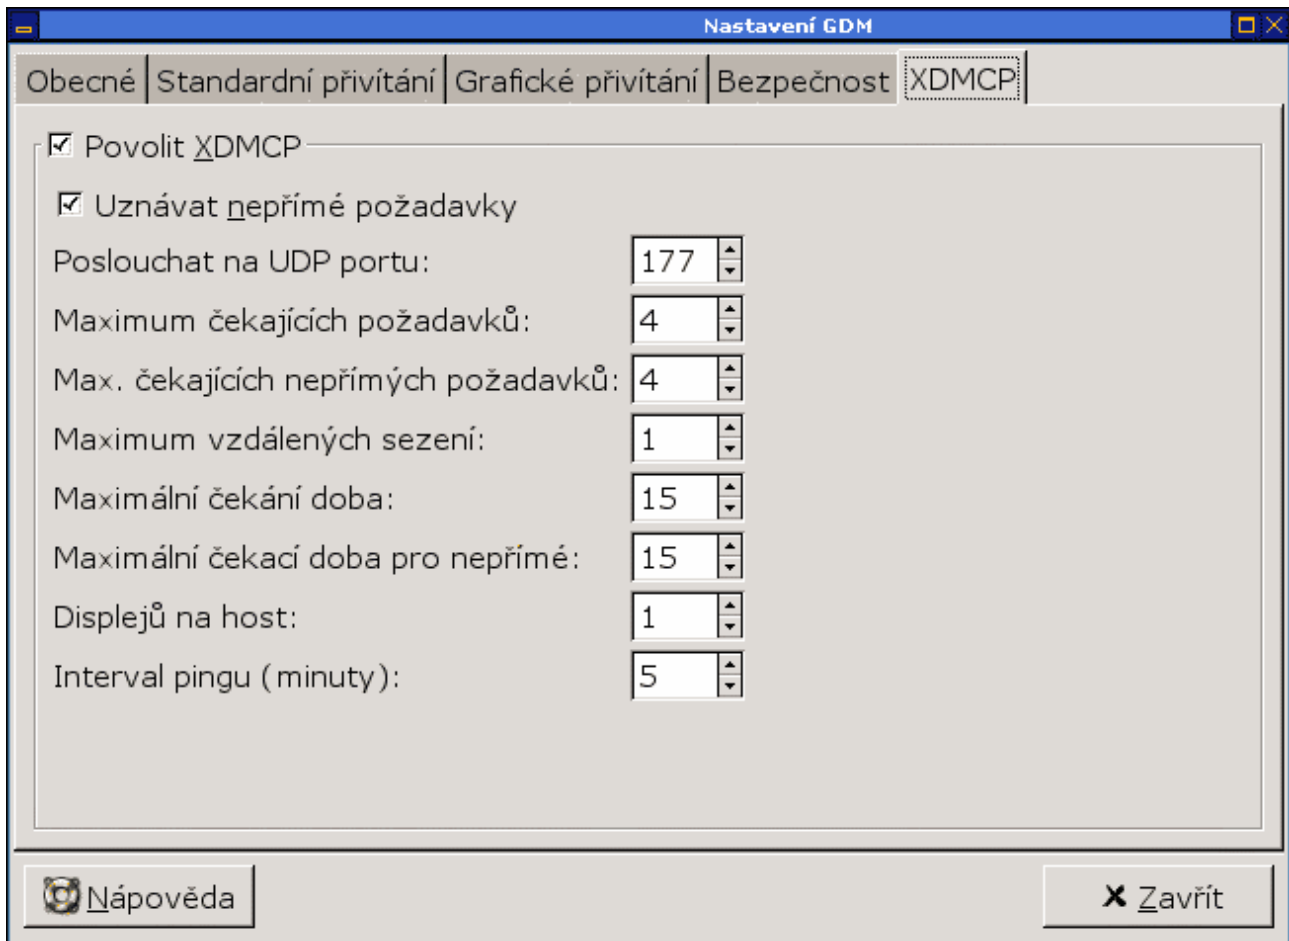 Nastavení GDM
Obecné Standardní přivítání Grafické přivítání Bezpečnost XDMCP
Povolit XDMCP
Uznávat nepřímé požadavky
Poslouchat na UDP portu: 177
Maximum čekajících požadavků: 4
Max. čekajících nepřímých požadavků: 4
Maximum vzdálených sezení: 1
Maximální čekání doba: 15
Maximální čekací doba pro nepřímé: 15
Displejů na host: 1
Interval pingu (minuty): 5
Nápověda Zavřít